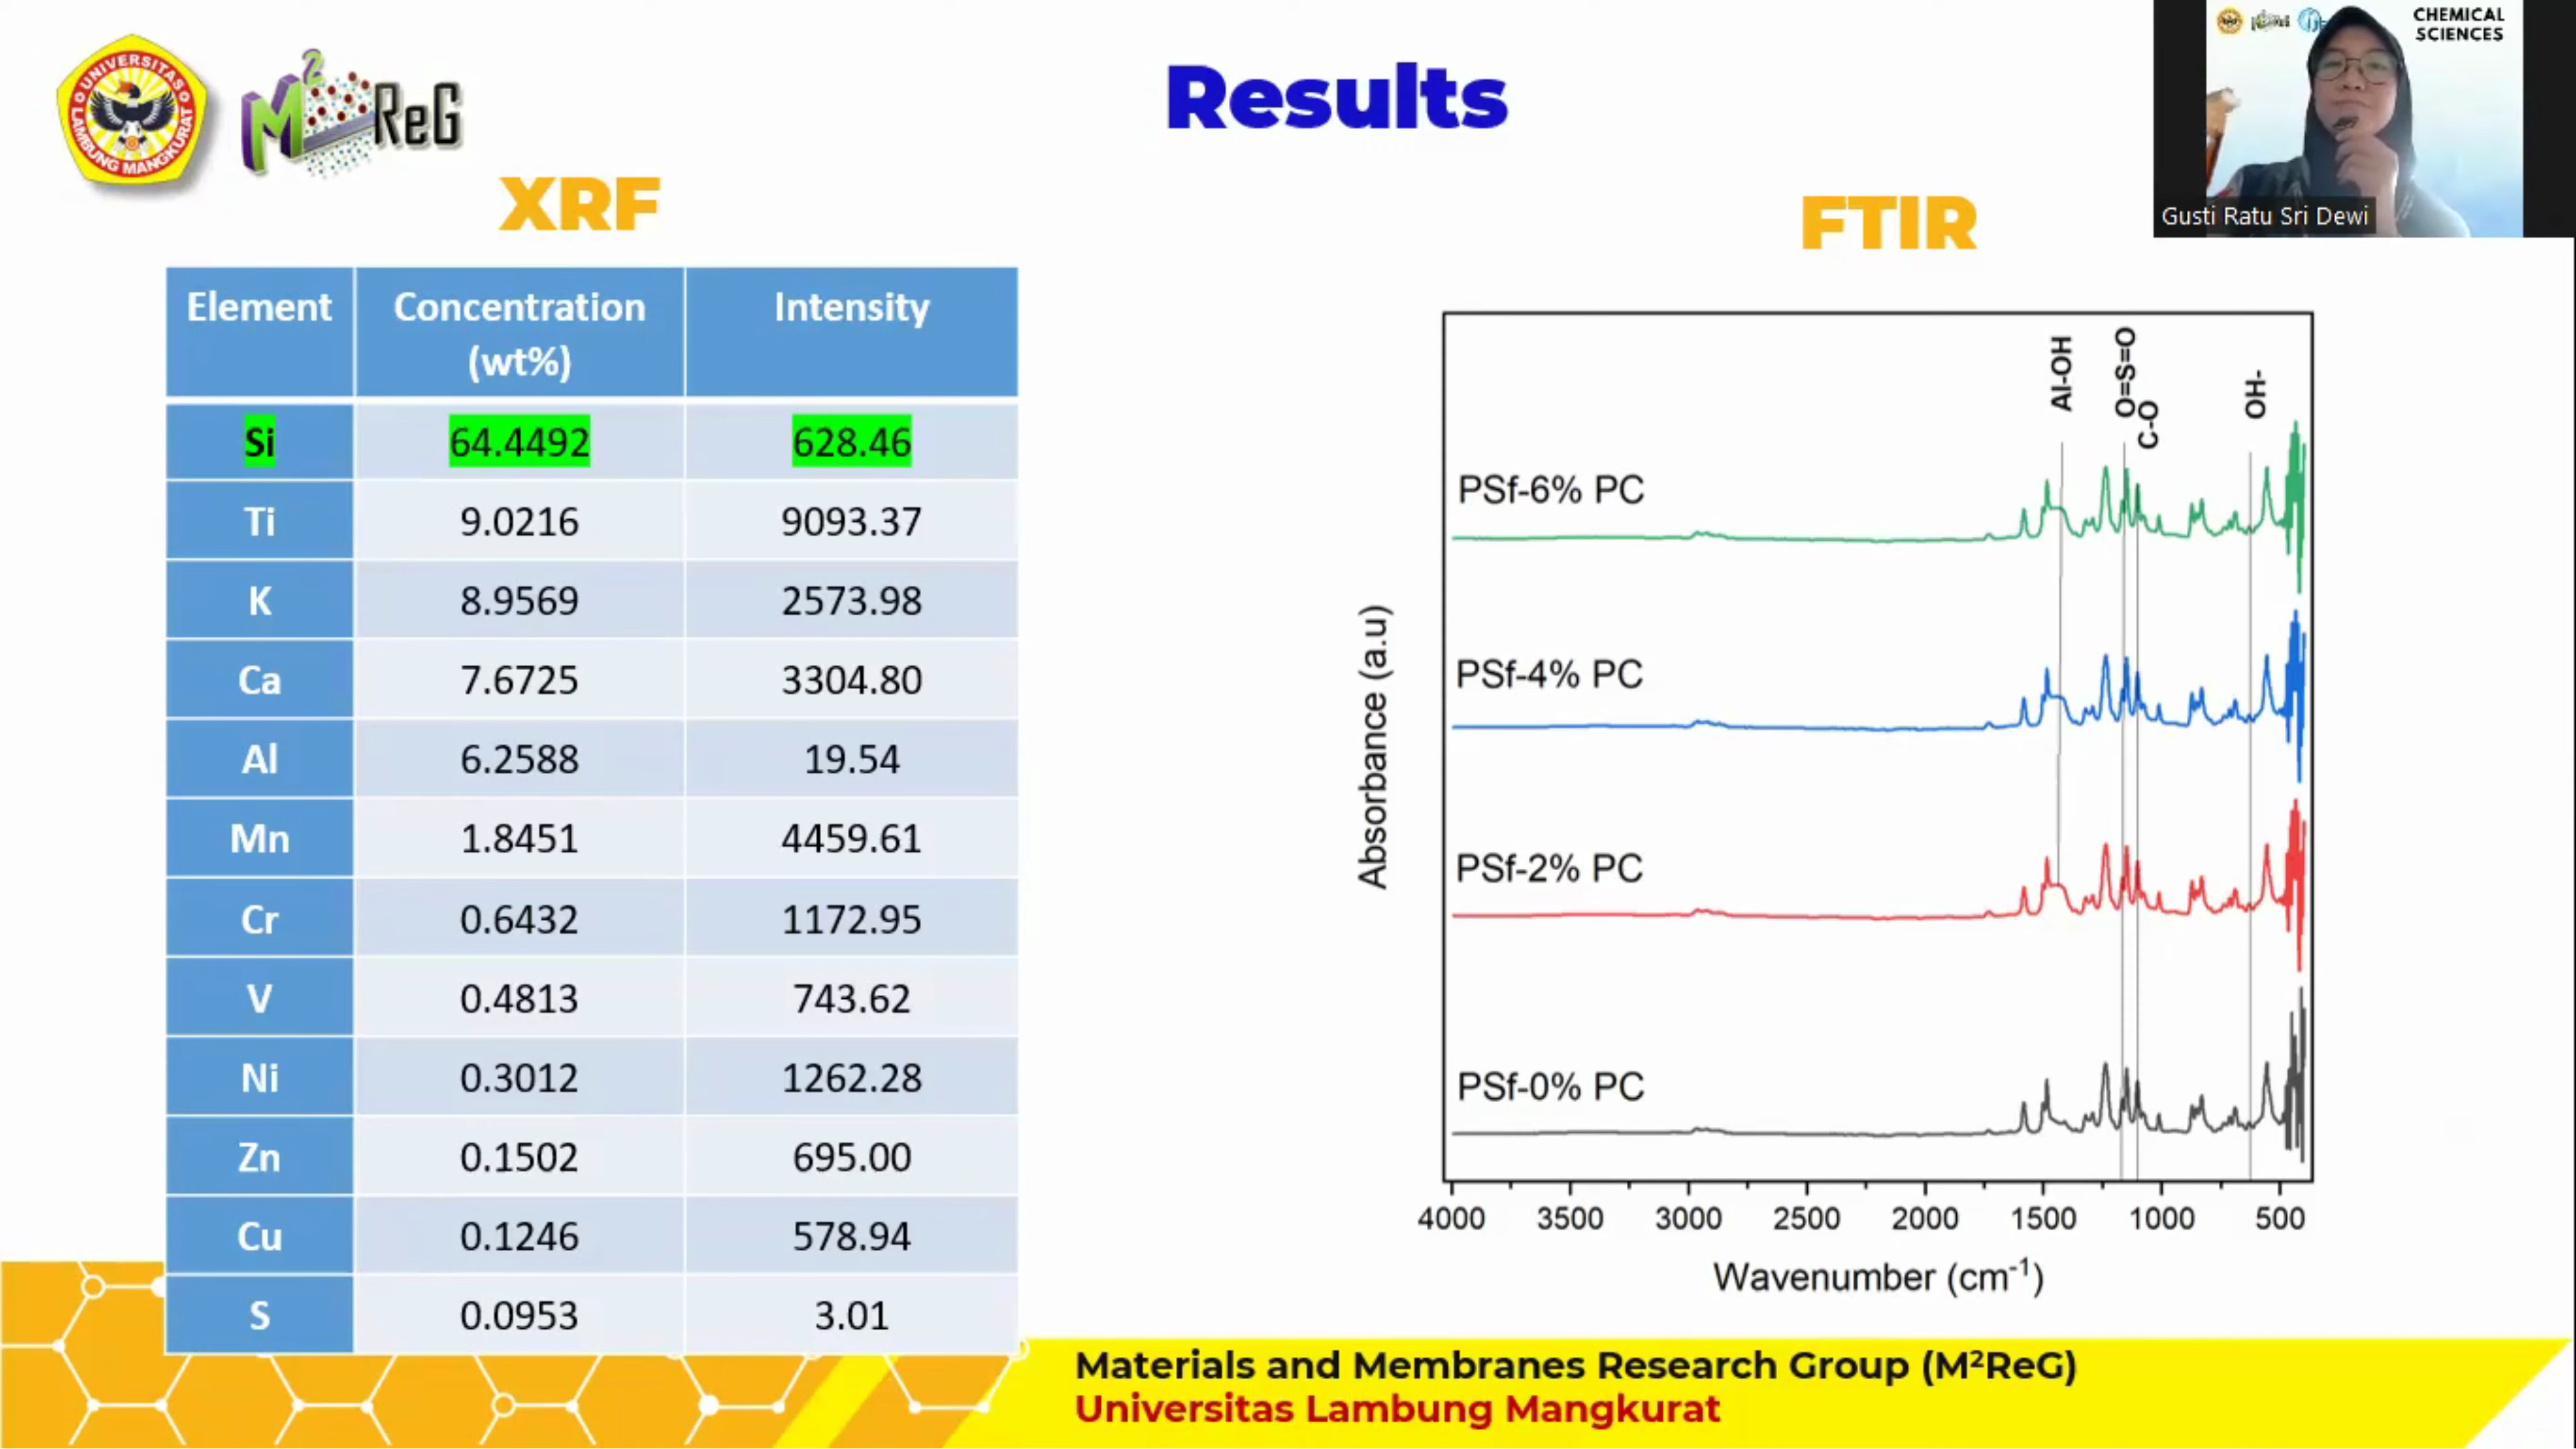 UNIVERSITAS
LAMBUNG MANGKURAT
M2ReG
Results
CHEMICAL
SCIENCES
Gusti Ratu Sri Dewi
XRF
Element Concentration (wt%) Intensity
Si 64.4492 628.46
Ti 9.0216 9093.37
K 8.9569 2573.98
Ca 7.6725 3304.80
Al 6.2588 19.54
Mn 1.8451 4459.61
Cr 0.6432 1172.95
V 0.4813 743.62
Ni 0.3012 1262.28
Zn 0.1502 695.00
Cu 0.1246 578.94
S 0.0953 3.01
FTIR
Al-OH
O=S=O
C-O
OH-
PSf-6% PC
PSf-4% PC
PSf-2% PC
PSf-0% PC
Absorbance (a.u)
4000 3500 3000 2500 2000 1500 1000 500
Wavenumber (cm-1)
Materials and Membranes Research Group (M²ReG)
Universitas Lambung Mangkurat